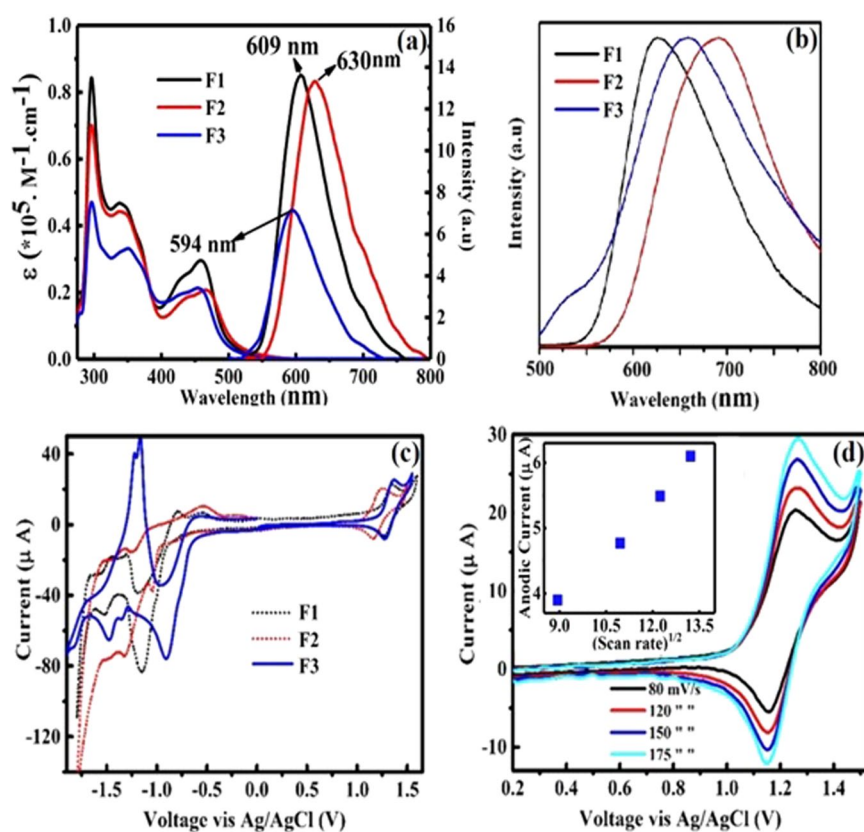 (a)
609 nm
630nm
F1
F2
F3
594 nm
ε (*10⁵. M⁻¹.cm⁻¹)
1
0.8
0.6
0.4
0.2
0.0
16
14
12
10
8
6
4
2
0
Intensity (a.u)
300 400 500 600 700 800
Wavelength (nm)
(b)
F1
F2
F3
Intensity (a.u)
500 600 700 800
Wavelength (nm)
(c)
40
0
-40
-80
-120
Current (μ A)
F1
F2
F3
-1.5 -1.0 -0.5 0.0 0.5 1.0 1.5
Voltage vis Ag/AgCl (V)
(d)
30
20
10
0
-10
Current (μ A)
Anodic Current (μ A)
6
5
4
9.0 10.5 12.0 13.5
(Scan rate)^1/2
80 mV/s
120 " "
150 " "
175 " "
0.2 0.4 0.6 0.8 1.0 1.2 1.4
Voltage vis Ag/AgCl (V)